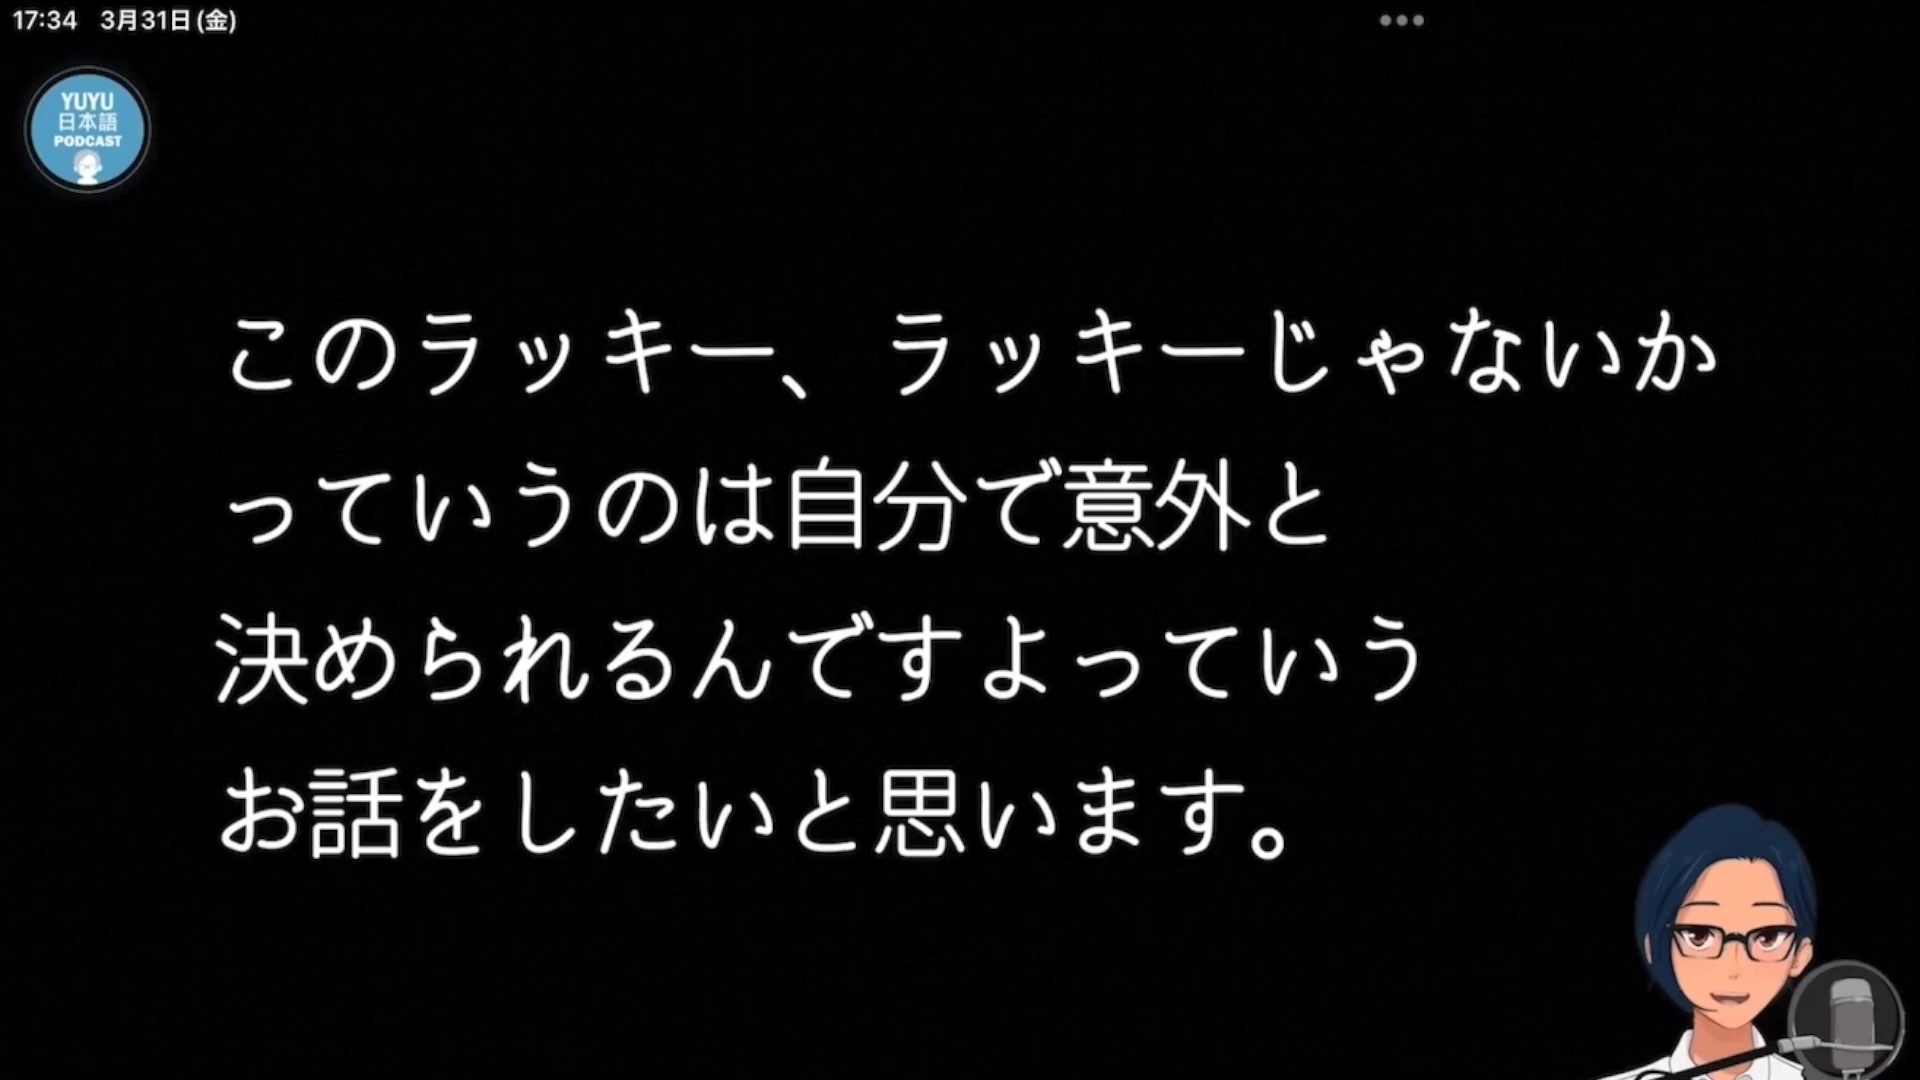 17:34 3月31日(金)
YUYU
日本語
PODCAST
このラッキー、ラッキーじゃないか
っていうのは自分で意外と
決められるんですよっていう
お話をしたいと思います。